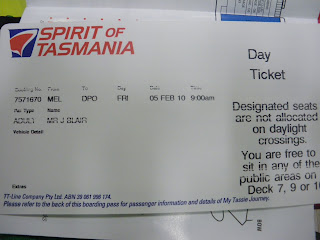 SPIRIT OF
TASMANIA
Day
Ticket
Booking No From To Day Date Time
7571670 MEL DPO FRI 05 FEB 10 9:00am
Pax Type Name
ADULT MR J BLAIR
Vehicle Detail
Designated seats
are not allocated
on daylight
crossings.
You are free to
sit in any of the
public areas on
Deck 7, 9 or 10
Extras
TT-Line Company Pty Ltd. ABN 39 061 996 174.
Please refer to the back of this boarding pass for passenger information and details of My Tassie Journey.